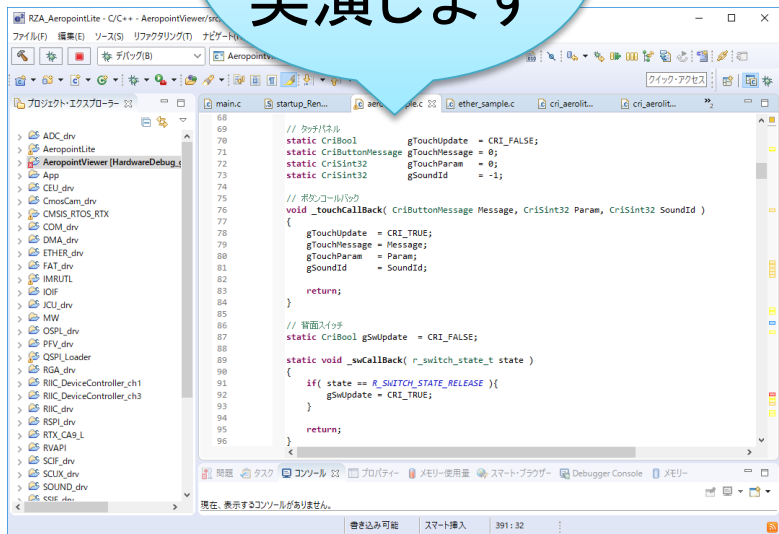 実演します
RZA_AeropointLite - C/C++ - AeropointViewer/src
ファイル(F) 編集(E) ソース(S) リファクタリング(T) ナビゲート
デバッグ(B)
クイック・アクセス
プロジェクト・エクスプローラー
ADC_drv
AeropointLite
AeropointViewer [HardwareDebug_
App
CEU_drv
CmosCam_drv
CMSIS_RTOS_RTX
COM_drv
DMA_drv
ETHER_drv
FAT_drv
IMRUTL
IOIF
JCU_drv
MW
OSPL_drv
PFV_drv
QSPI_Loader
RGA_drv
RIIC_DeviceController_ch1
RIIC_DeviceController_ch3
RIIC_drv
RSPI_drv
RTX_CA9_L
RVAPI
SCIF_drv
SCUX_drv
SOUND_drv
SSIF_drv
main.c startup_Ren... ple.c ether_sample.c cri_aerolit... cri_aerolit... »2
68
69 // タッチパネル
70 static CriBool gTouchUpdate = CRI_FALSE;
71 static CriButtonMessage gTouchMessage = 0;
72 static CriSint32 gTouchParam = 0;
73 static CriSint32 gSoundId = -1;
74
75 // ボタンコールバック
76 void _touchCallBack( CriButtonMessage Message, CriSint32 Param, CriSint32 SoundId )
77 {
78 gTouchUpdate = CRI_TRUE;
79 gTouchMessage = Message;
80 gTouchParam = Param;
81 gSoundId = SoundId;
82
83 return;
84 }
85
86 // 背面スイッチ
87 static CriBool gSwUpdate = CRI_FALSE;
88
89 static void _swCallBack( r_switch_state_t state )
90 {
91 if( state == R_SWITCH_STATE_RELEASE ){
92 gSwUpdate = CRI_TRUE;
93 }
94
95 return;
96 }
問題 タスク コンソール プロパティー メモリー使用量 スマート・ブラウザー Debugger Console メモリー
現在、表示するコンソールがありません。
書き込み可能 スマート挿入 391 : 32